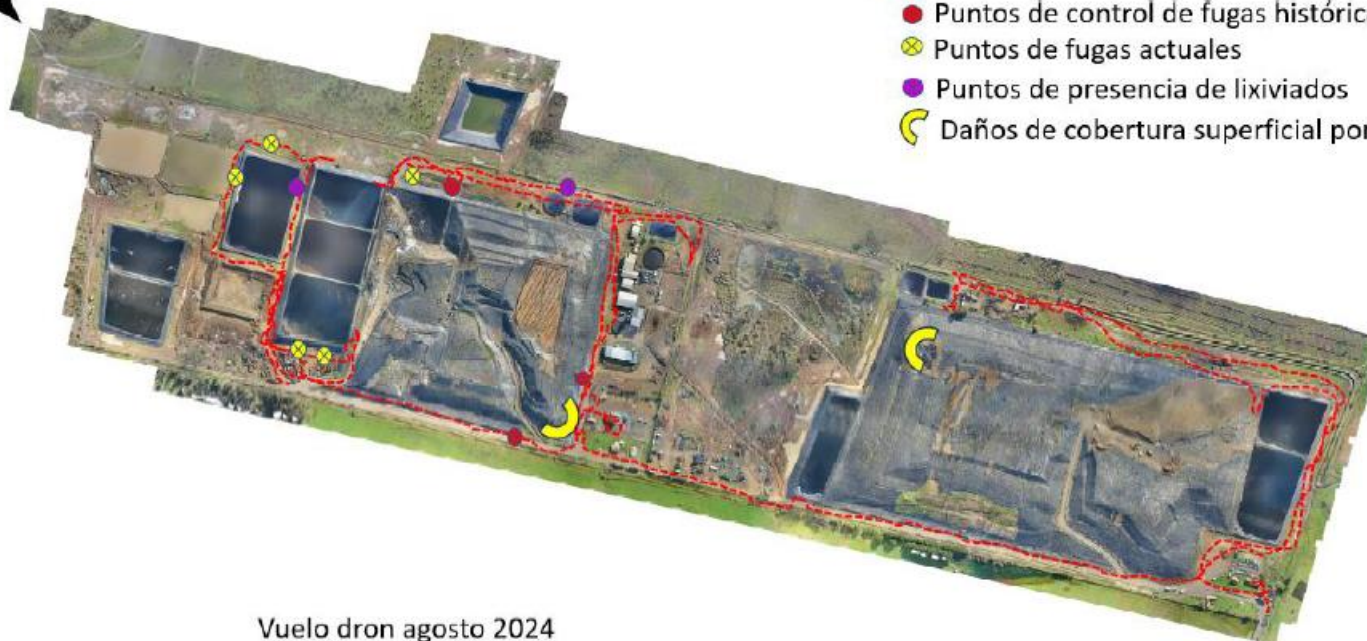 Puntos de control de fugas históric
Puntos de fugas actuales
Puntos de presencia de lixiviados
Daños de cobertura superficial por
Vuelo dron agosto 2024